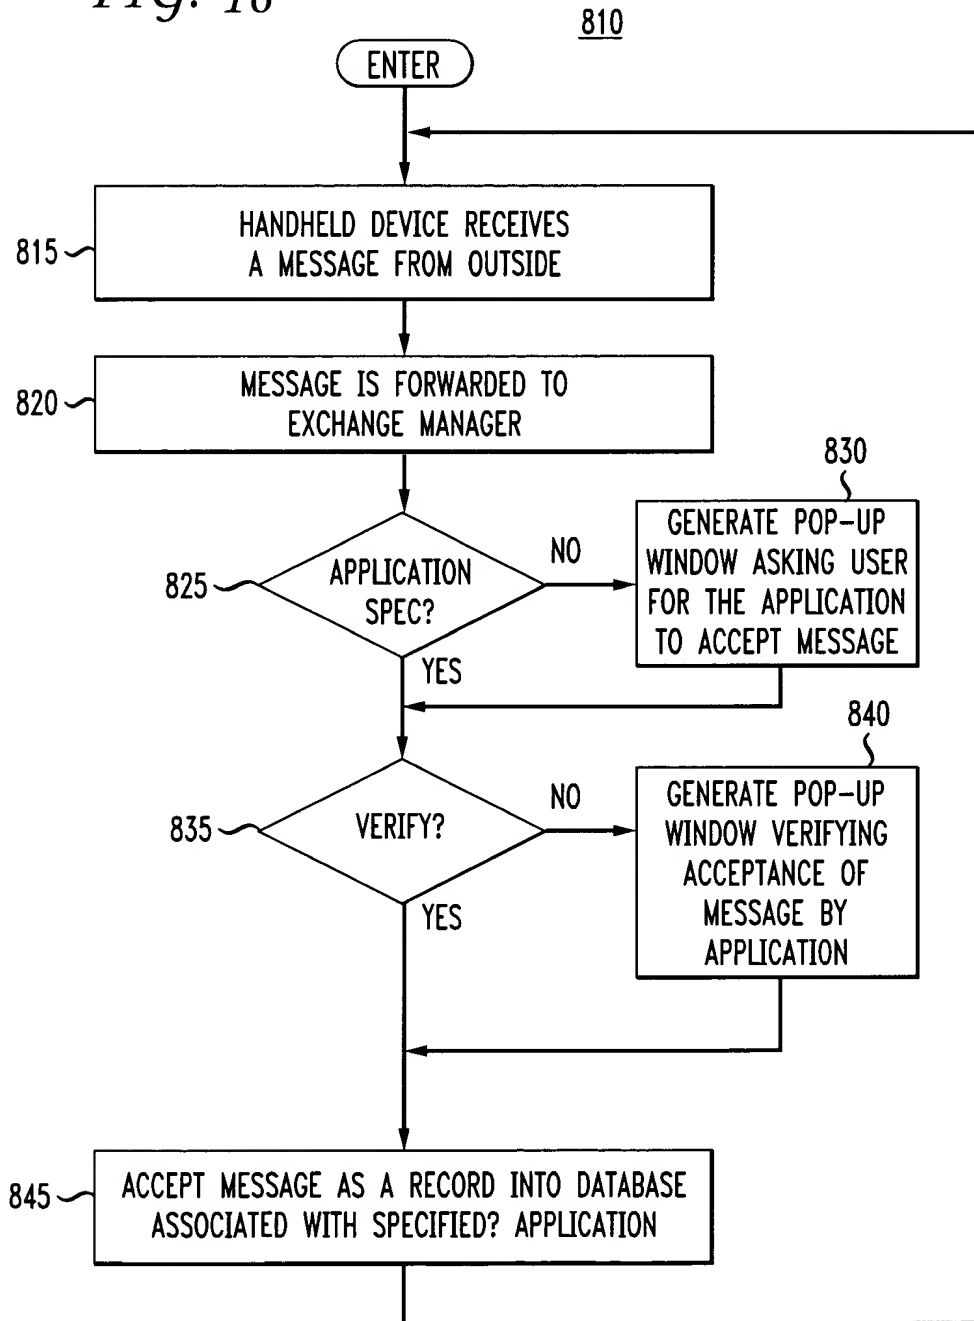 FIG. 18
810
ENTER
815
HANDHELD DEVICE RECEIVES
A MESSAGE FROM OUTSIDE
820
MESSAGE IS FORWARDED TO
EXCHANGE MANAGER
825
APPLICATION
SPEC?
NO
YES
830
GENERATE POP-UP
WINDOW ASKING USER
FOR THE APPLICATION
TO ACCEPT MESSAGE
835
VERIFY?
NO
YES
840
GENERATE POP-UP
WINDOW VERIFYING
ACCEPTANCE OF
MESSAGE BY
APPLICATION
845
ACCEPT MESSAGE AS A RECORD INTO DATABASE
ASSOCIATED WITH SPECIFIED? APPLICATION